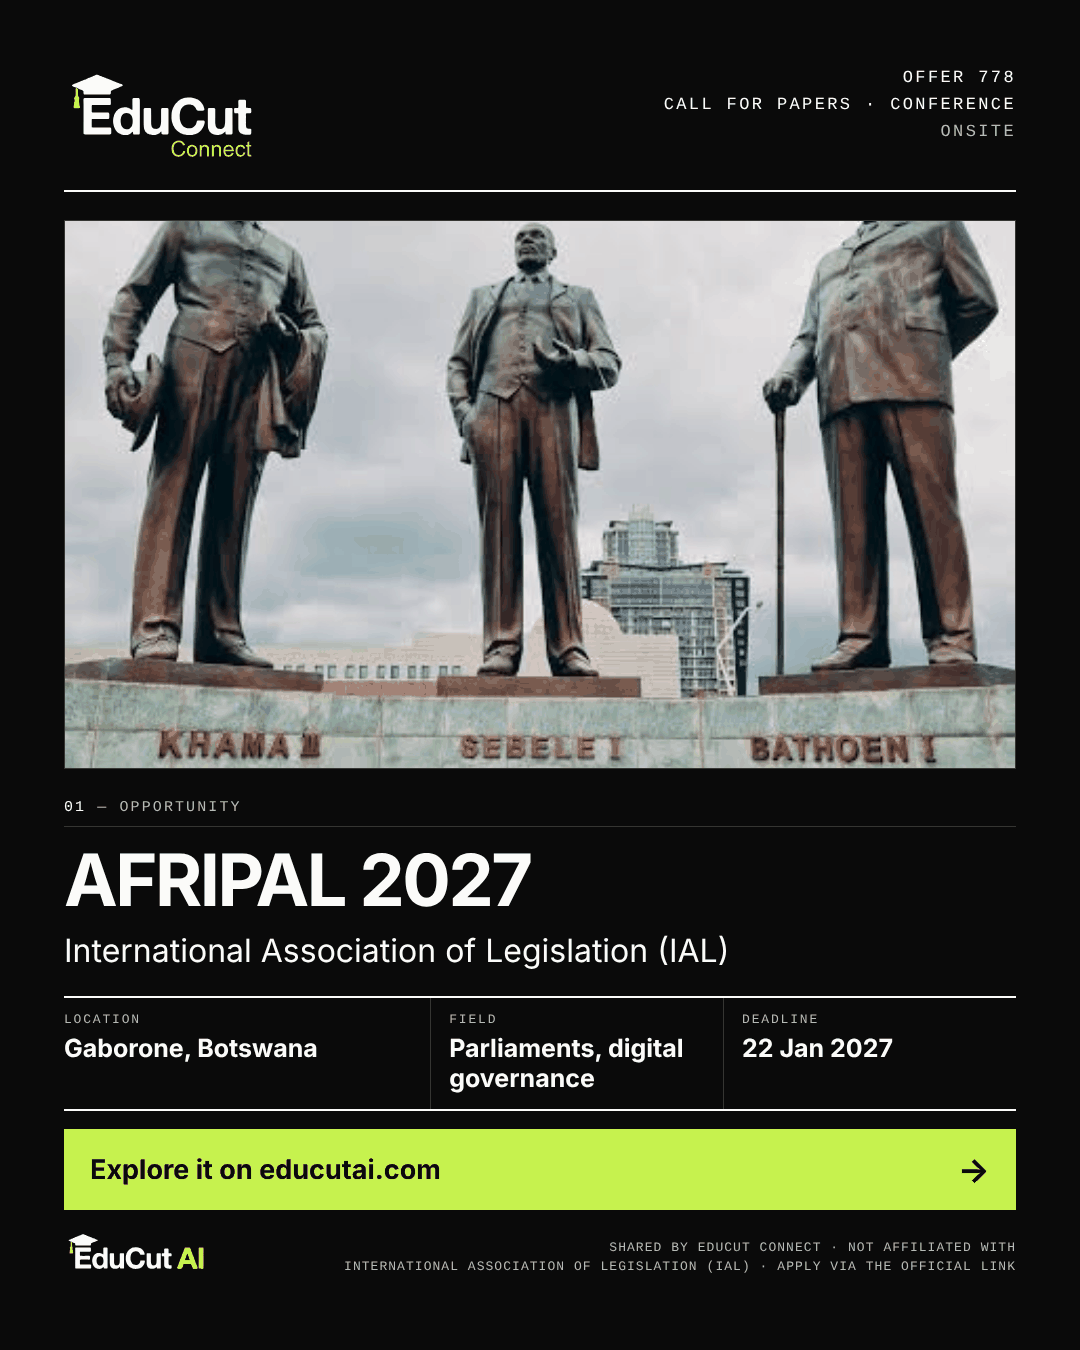 EduCut
Connect
OFFER 778
CALL FOR PAPERS · CONFERENCE
ONSITE
KHAMA III
SEBELE I
BATHOEN I
01 — OPPORTUNITY
AFRIPAL 2027
International Association of Legislation (IAL)
LOCATION
Gaborone, Botswana
FIELD
Parliaments, digital
governance
DEADLINE
22 Jan 2027
Explore it on educutai.com →
EduCut AI
SHARED BY EDUCUT CONNECT · NOT AFFILIATED WITH
INTERNATIONAL ASSOCIATION OF LEGISLATION (IAL) · APPLY VIA THE OFFICIAL LINK